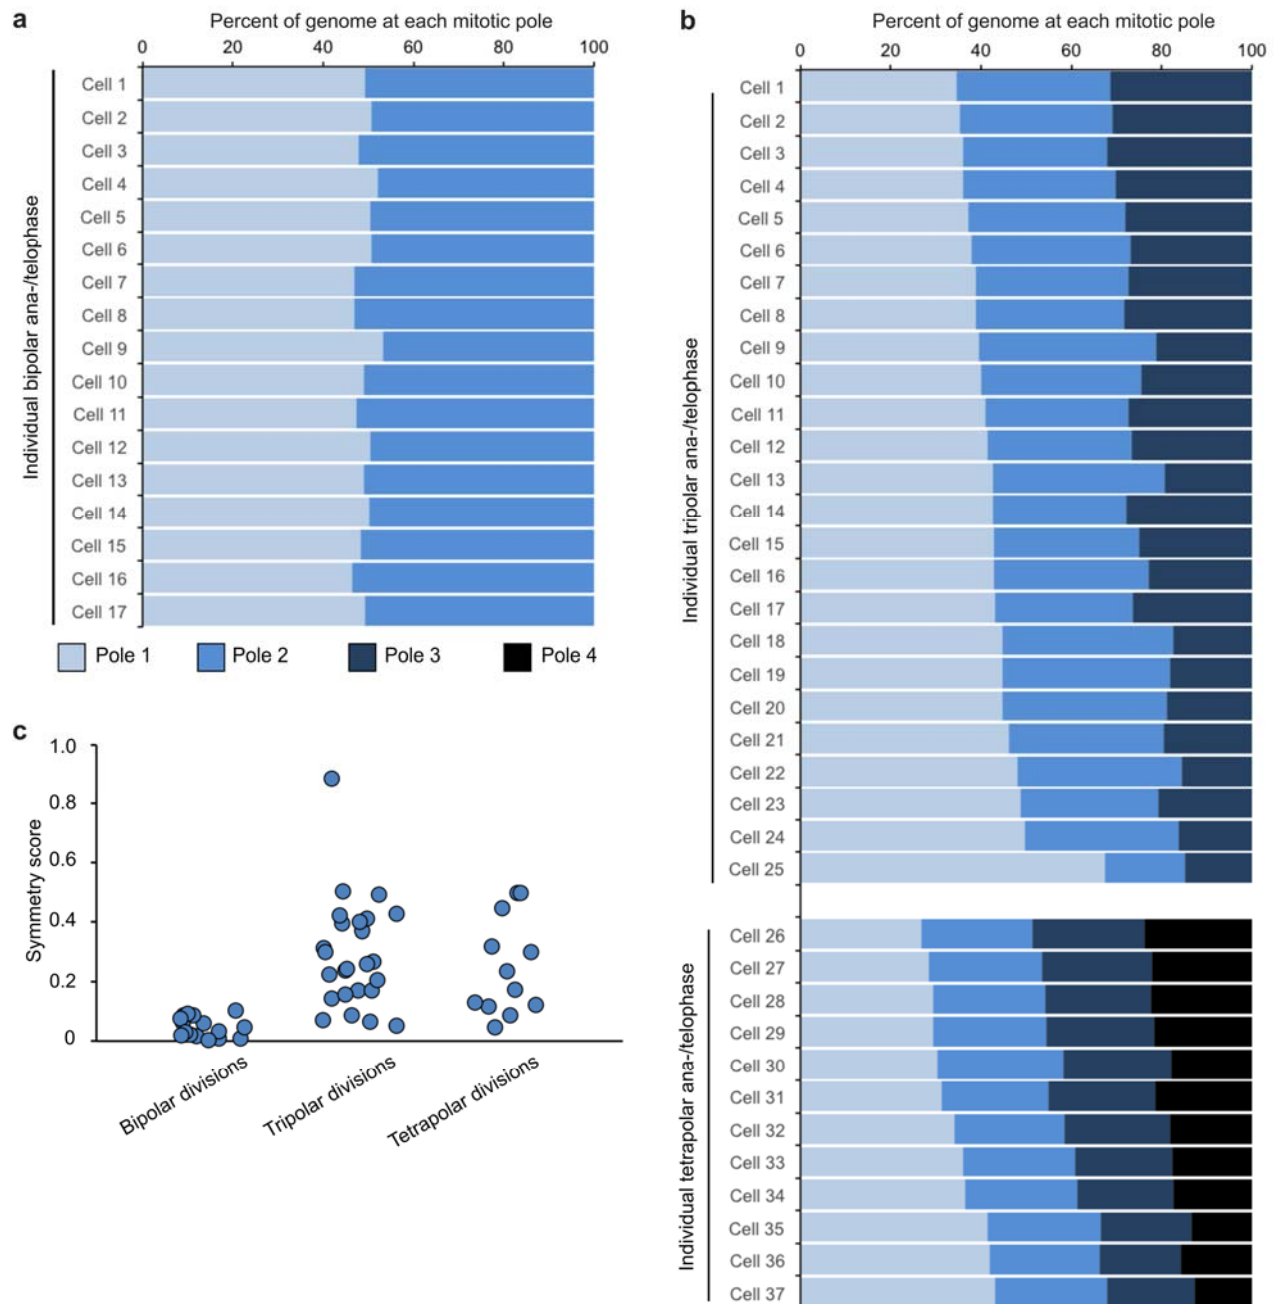 a
Percent of genome at each mitotic pole
0 20 40 60 80 100
Individual bipolar ana-/telophase
Cell 1
Cell 2
Cell 3
Cell 4
Cell 5
Cell 6
Cell 7
Cell 8
Cell 9
Cell 10
Cell 11
Cell 12
Cell 13
Cell 14
Cell 15
Cell 16
Cell 17
Pole 1 Pole 2 Pole 3 Pole 4
b
Percent of genome at each mitotic pole
0 20 40 60 80 100
Individual tripolar ana-/telophase
Cell 1
Cell 2
Cell 3
Cell 4
Cell 5
Cell 6
Cell 7
Cell 8
Cell 9
Cell 10
Cell 11
Cell 12
Cell 13
Cell 14
Cell 15
Cell 16
Cell 17
Cell 18
Cell 19
Cell 20
Cell 21
Cell 22
Cell 23
Cell 24
Cell 25
Individual tetrapolar ana-/telophase
Cell 26
Cell 27
Cell 28
Cell 29
Cell 30
Cell 31
Cell 32
Cell 33
Cell 34
Cell 35
Cell 36
Cell 37
c
Symmetry score
1.0
0.8
0.6
0.4
0.2
0
Bipolar divisions
Tripolar divisions
Tetrapolar divisions